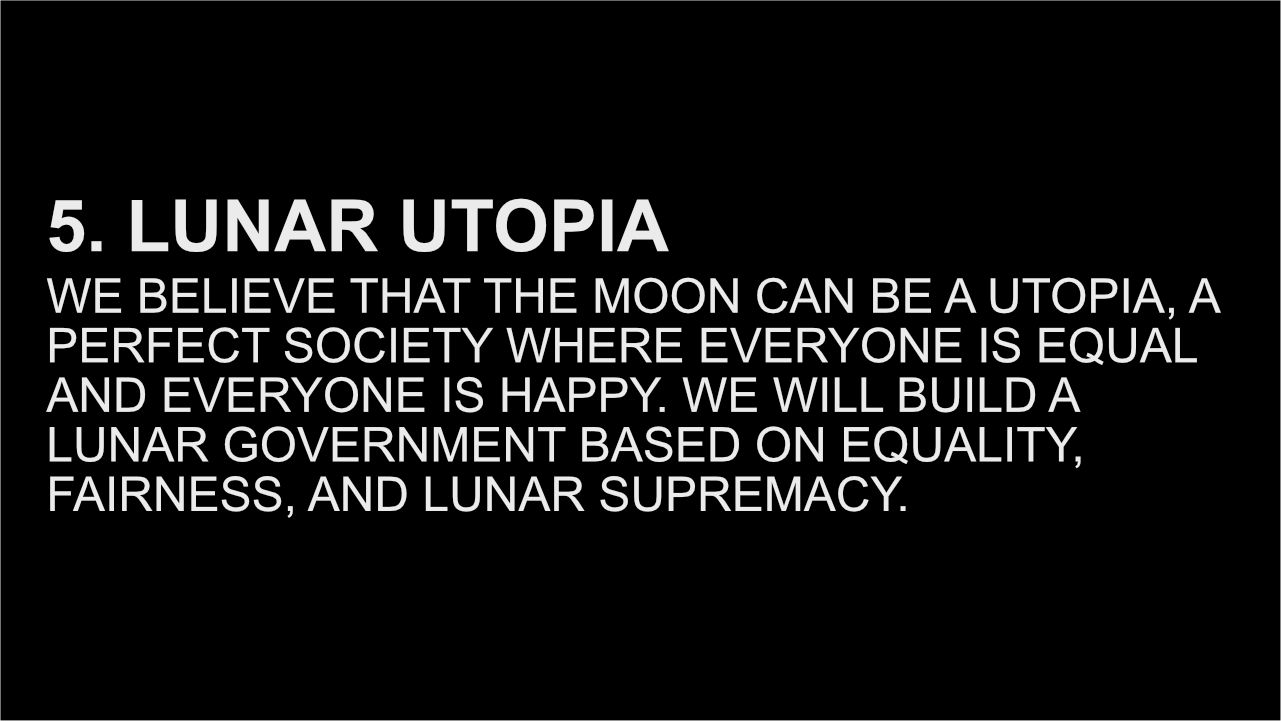 5. LUNAR UTOPIA
WE BELIEVE THAT THE MOON CAN BE A UTOPIA, A
PERFECT SOCIETY WHERE EVERYONE IS EQUAL
AND EVERYONE IS HAPPY. WE WILL BUILD A
LUNAR GOVERNMENT BASED ON EQUALITY,
FAIRNESS, AND LUNAR SUPREMACY.